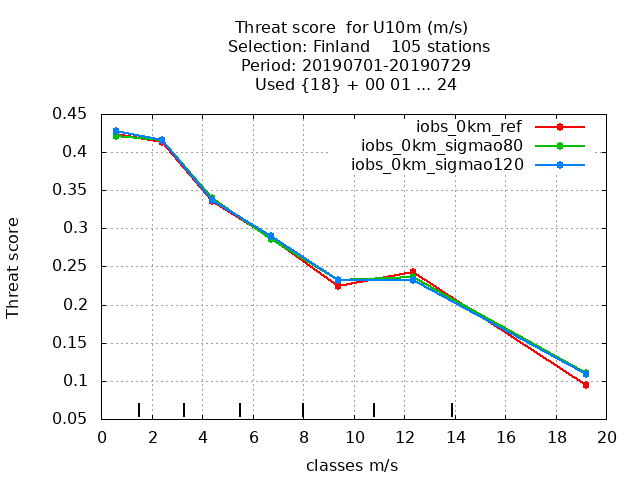 Threat score  for U10m (m/s)
Selection: Finland    105 stations
Period: 20190701-20190729
Used {18} + 00 01 ... 24
iobs_0km_ref
iobs_0km_sigmao80
iobs_0km_sigmao120
Threat score
0.45
0.4
0.35
0.3
0.25
0.2
0.15
0.1
0.05
0 2 4 6 8 10 12 14 16 18 20
classes m/s